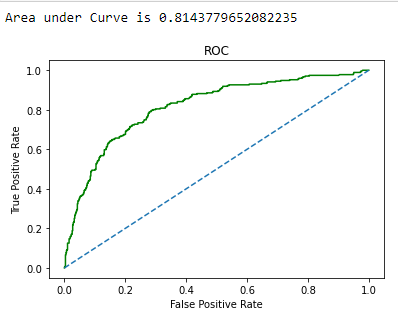 Area under Curve is 0.8143779652082235
ROC
1.0
0.8
0.6
0.4
0.2
0.0
True Positive Rate
0.0 0.2 0.4 0.6 0.8 1.0
False Positive Rate